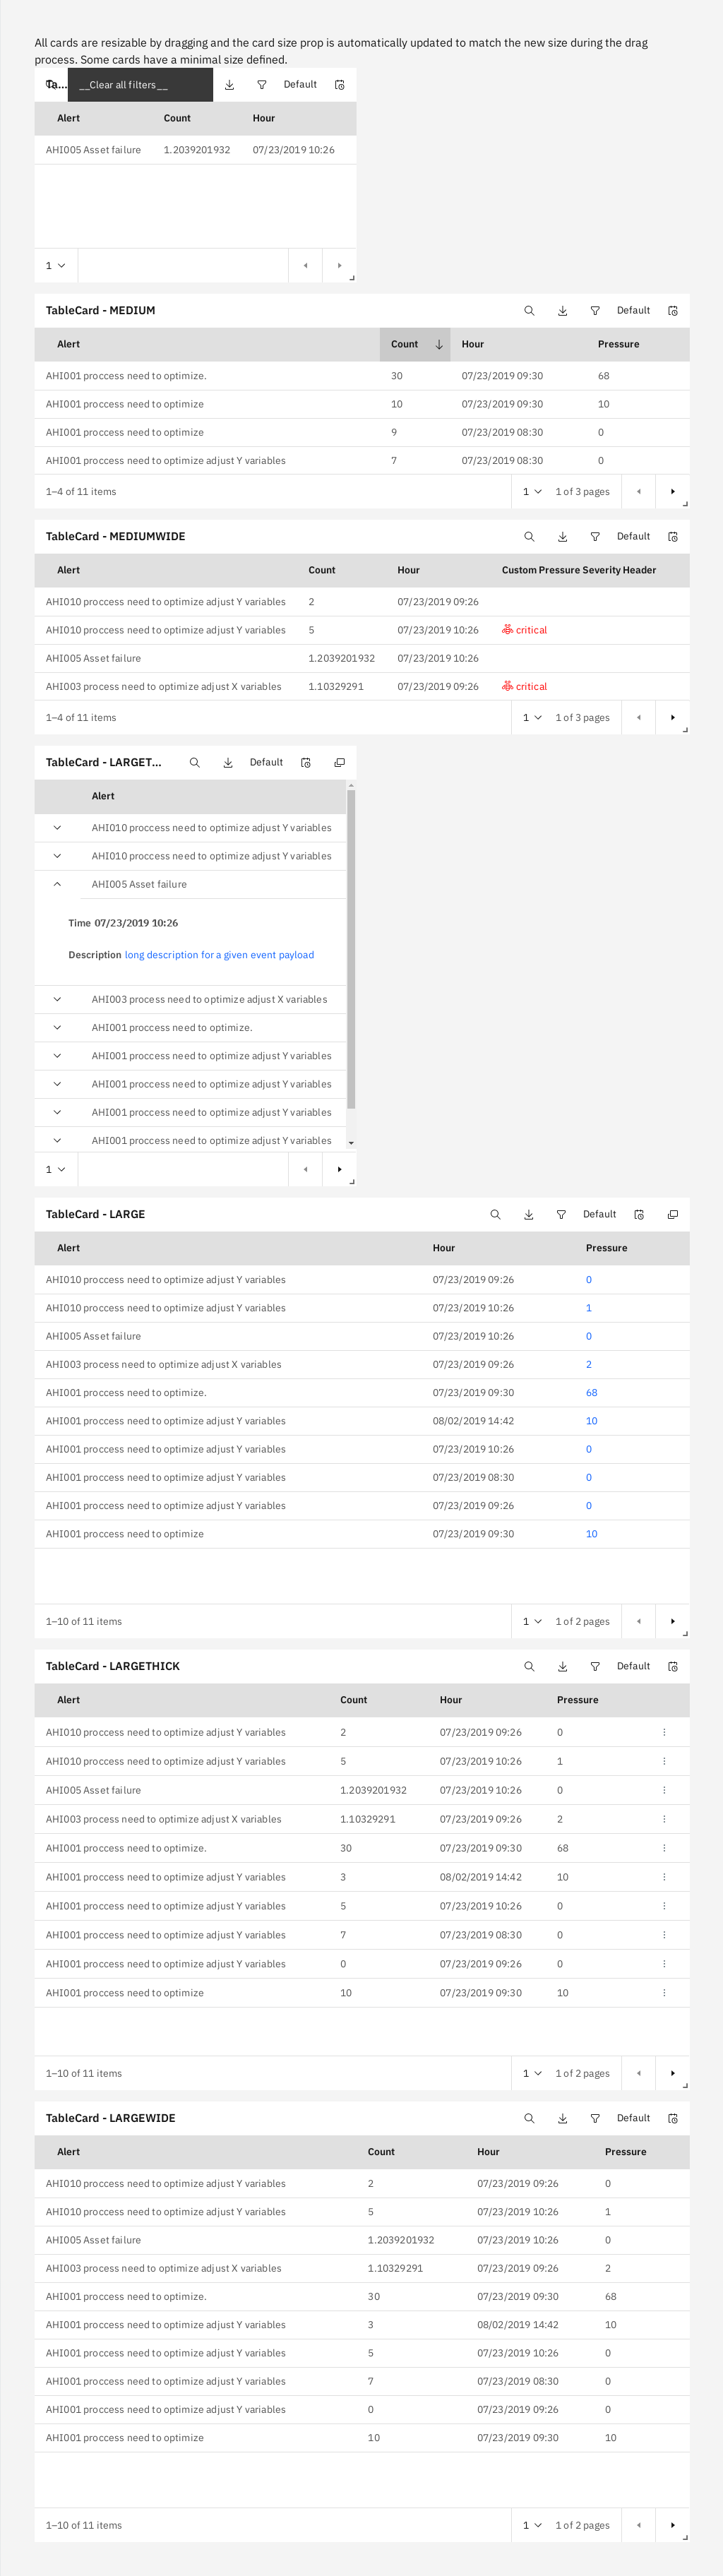 All cards are resizable by dragging and the card size prop is automatically updated to match the new size during the drag
process. Some cards have a minimal size defined.
Ta... __Clear all filters__ Default
Alert Count Hour
AHI005 Asset failure 1.2039201932 07/23/2019 10:26
1
TableCard - MEDIUM Default
Alert Count Hour Pressure
AHI001 proccess need to optimize. 30 07/23/2019 09:30 68
AHI001 proccess need to optimize 10 07/23/2019 09:30 10
AHI001 proccess need to optimize 9 07/23/2019 08:30 0
AHI001 proccess need to optimize adjust Y variables 7 07/23/2019 08:30 0
1–4 of 11 items 1 1 of 3 pages
TableCard - MEDIUMWIDE Default
Alert Count Hour Custom Pressure Severity Header
AHI010 proccess need to optimize adjust Y variables 2 07/23/2019 09:26
AHI010 proccess need to optimize adjust Y variables 5 07/23/2019 10:26 critical
AHI005 Asset failure 1.2039201932 07/23/2019 10:26
AHI003 process need to optimize adjust X variables 1.10329291 07/23/2019 09:26 critical
1–4 of 11 items 1 1 of 3 pages
TableCard - LARGET... Default
Alert
AHI010 proccess need to optimize adjust Y variables
AHI010 proccess need to optimize adjust Y variables
AHI005 Asset failure
Time 07/23/2019 10:26
Description long description for a given event payload
AHI003 process need to optimize adjust X variables
AHI001 proccess need to optimize.
AHI001 proccess need to optimize adjust Y variables
AHI001 proccess need to optimize adjust Y variables
AHI001 proccess need to optimize adjust Y variables
AHI001 proccess need to optimize adjust Y variables
1
TableCard - LARGE Default
Alert Hour Pressure
AHI010 proccess need to optimize adjust Y variables 07/23/2019 09:26 0
AHI010 proccess need to optimize adjust Y variables 07/23/2019 10:26 1
AHI005 Asset failure 07/23/2019 10:26 0
AHI003 process need to optimize adjust X variables 07/23/2019 09:26 2
AHI001 proccess need to optimize. 07/23/2019 09:30 68
AHI001 proccess need to optimize adjust Y variables 08/02/2019 14:42 10
AHI001 proccess need to optimize adjust Y variables 07/23/2019 10:26 0
AHI001 proccess need to optimize adjust Y variables 07/23/2019 08:30 0
AHI001 proccess need to optimize adjust Y variables 07/23/2019 09:26 0
AHI001 proccess need to optimize 07/23/2019 09:30 10
1–10 of 11 items 1 1 of 2 pages
TableCard - LARGETHICK Default
Alert Count Hour Pressure
AHI010 proccess need to optimize adjust Y variables 2 07/23/2019 09:26 0
AHI010 proccess need to optimize adjust Y variables 5 07/23/2019 10:26 1
AHI005 Asset failure 1.2039201932 07/23/2019 10:26 0
AHI003 process need to optimize adjust X variables 1.10329291 07/23/2019 09:26 2
AHI001 proccess need to optimize. 30 07/23/2019 09:30 68
AHI001 proccess need to optimize adjust Y variables 3 08/02/2019 14:42 10
AHI001 proccess need to optimize adjust Y variables 5 07/23/2019 10:26 0
AHI001 proccess need to optimize adjust Y variables 7 07/23/2019 08:30 0
AHI001 proccess need to optimize adjust Y variables 0 07/23/2019 09:26 0
AHI001 proccess need to optimize 10 07/23/2019 09:30 10
1–10 of 11 items 1 1 of 2 pages
TableCard - LARGEWIDE Default
Alert Count Hour Pressure
AHI010 proccess need to optimize adjust Y variables 2 07/23/2019 09:26 0
AHI010 proccess need to optimize adjust Y variables 5 07/23/2019 10:26 1
AHI005 Asset failure 1.2039201932 07/23/2019 10:26 0
AHI003 process need to optimize adjust X variables 1.10329291 07/23/2019 09:26 2
AHI001 proccess need to optimize. 30 07/23/2019 09:30 68
AHI001 proccess need to optimize adjust Y variables 3 08/02/2019 14:42 10
AHI001 proccess need to optimize adjust Y variables 5 07/23/2019 10:26 0
AHI001 proccess need to optimize adjust Y variables 7 07/23/2019 08:30 0
AHI001 proccess need to optimize adjust Y variables 0 07/23/2019 09:26 0
AHI001 proccess need to optimize 10 07/23/2019 09:30 10
1–10 of 11 items 1 1 of 2 pages